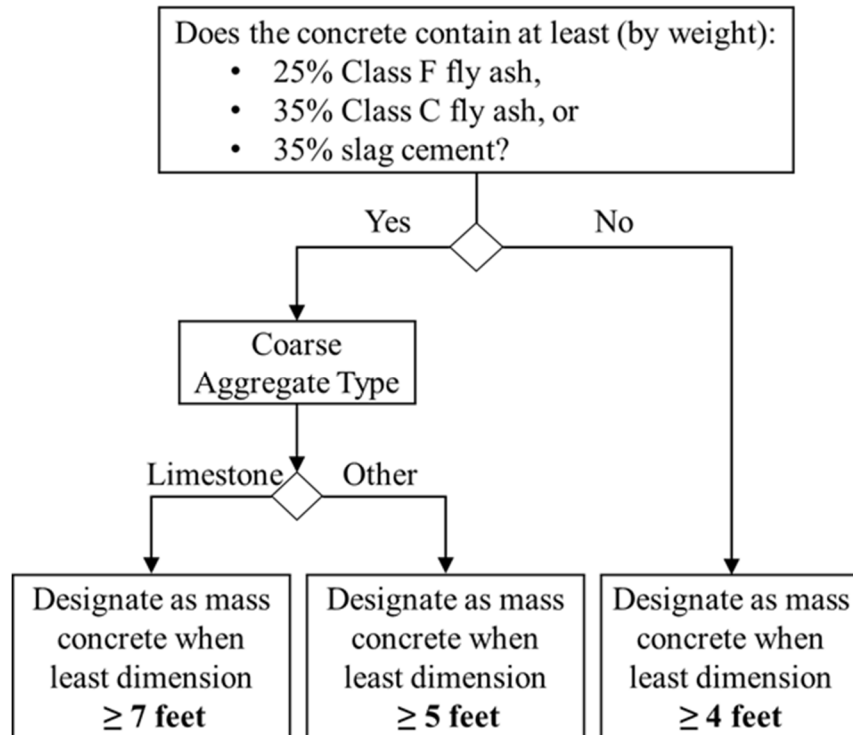 Does the concrete contain at least (by weight):
• 25% Class F fly ash,
• 35% Class C fly ash, or
• 35% slag cement?
Yes
No
Coarse
Aggregate Type
Limestone
Other
Designate as mass
concrete when
least dimension
≥ 7 feet
Designate as mass
concrete when
least dimension
≥ 5 feet
Designate as mass
concrete when
least dimension
≥ 4 feet